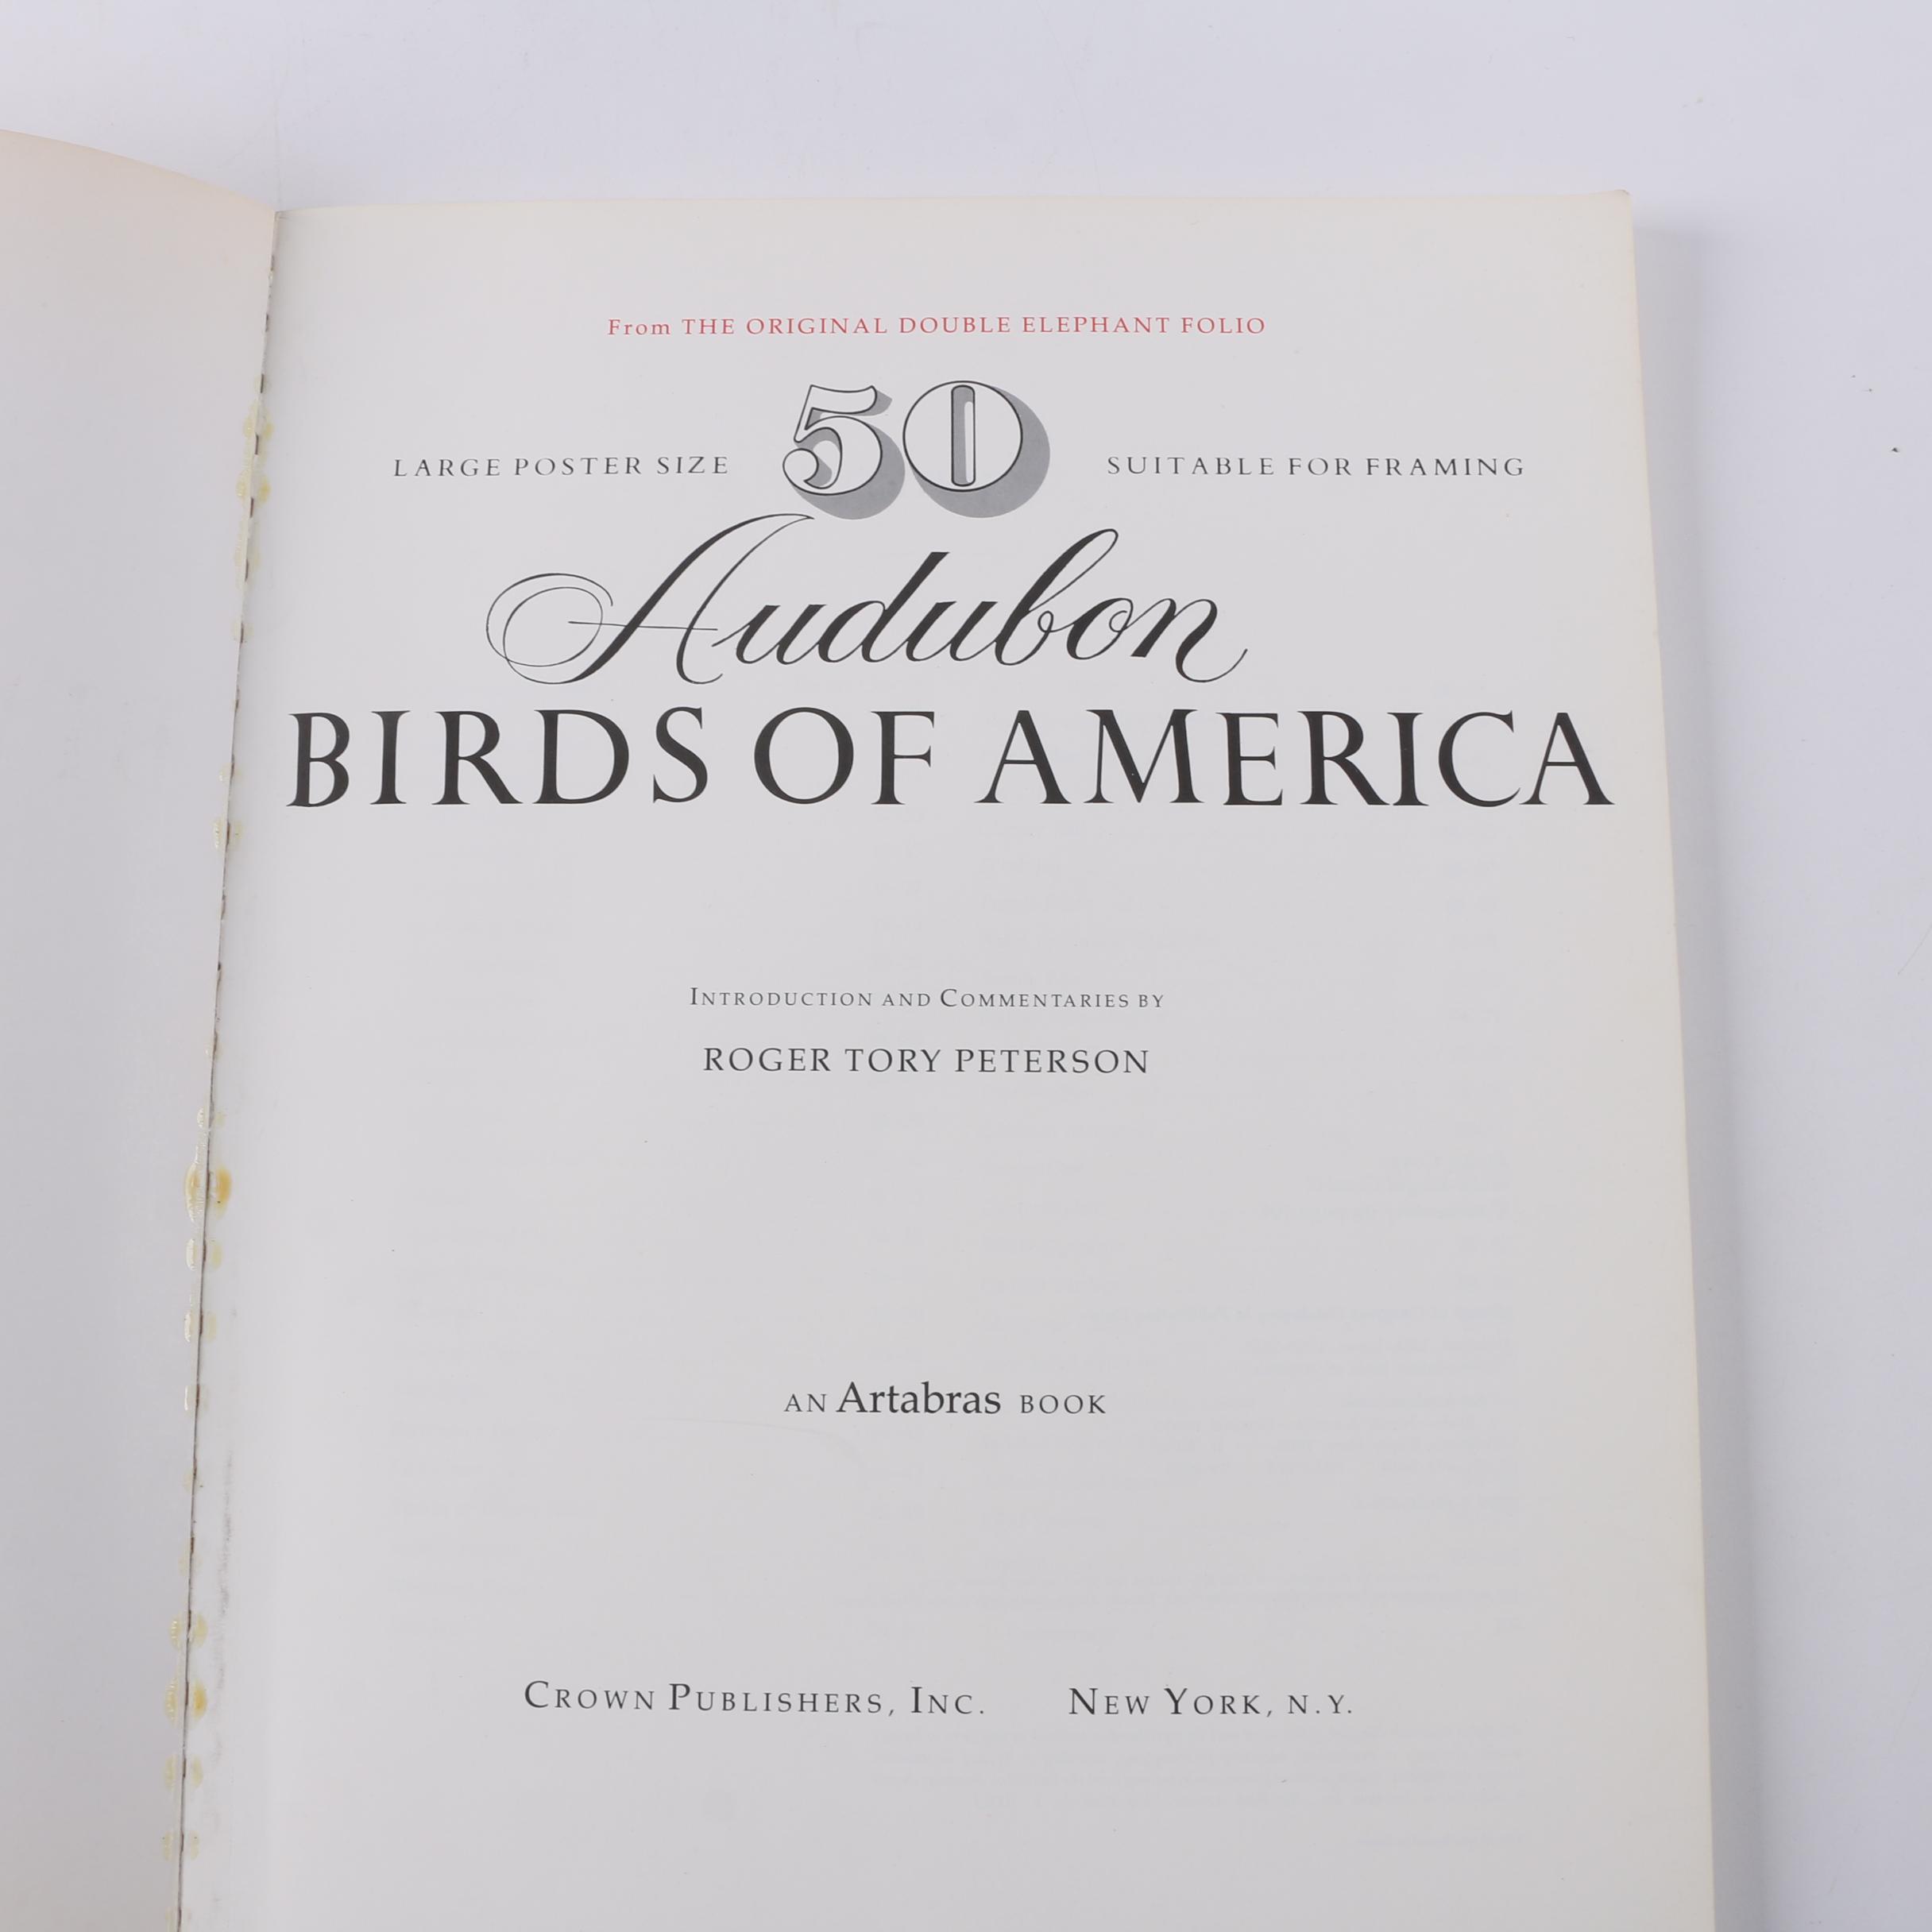 From THE ORIGINAL DOUBLE ELEPHANT FOLIO
LARGE POSTER SIZE 50 SUITABLE FOR FRAMING
Audubon
BIRDS OF AMERICA
INTRODUCTION AND COMMENTARIES BY
ROGER TORY PETERSON
AN Artabras BOOK
CROWN PUBLISHERS, INC. NEW YORK, N.Y.